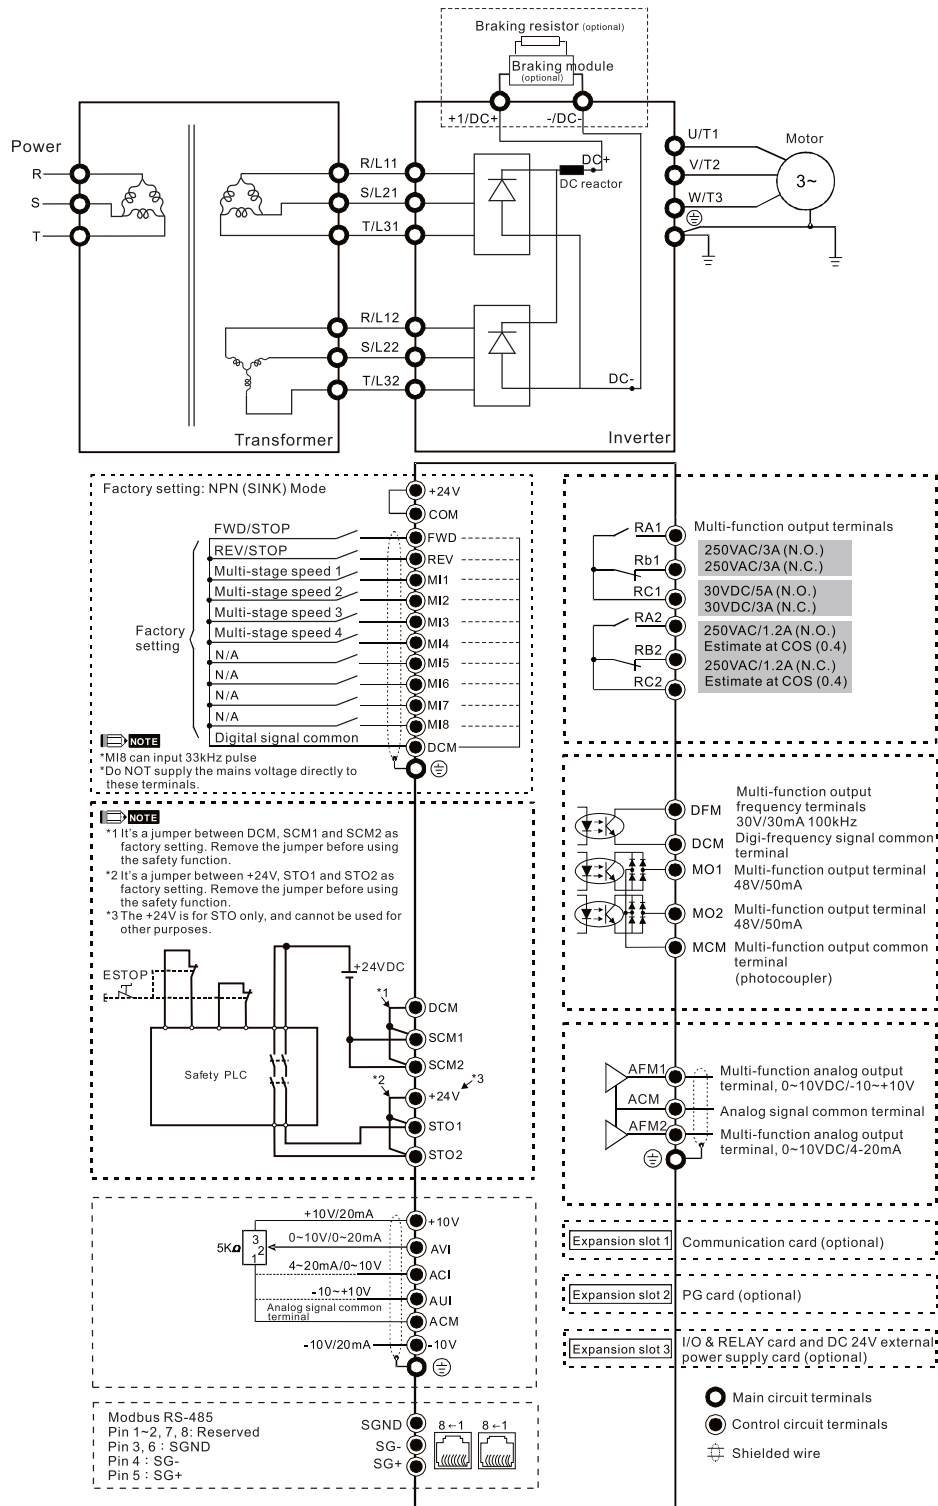 Braking resistor (optional)
Braking module
(optional)
+1/DC+
-/DC-
Power
R
S
T
R/L11
S/L21
T/L31
R/L12
S/L22
T/L32
DC+
DC reactor
DC-
U/T1
V/T2
W/T3
Motor
3~
Transformer
Inverter
Factory setting: NPN (SINK) Mode
+24V
COM
FWD/STOP
FWD
REV/STOP
REV
Multi-stage speed 1
MI1
Multi-stage speed 2
MI2
Multi-stage speed 3
MI3
Multi-stage speed 4
MI4
Factory
setting
N/A
MI5
N/A
MI6
N/A
MI7
N/A
MI8
Digital signal common
DCM
NOTE
*MI8 can input 33kHz pulse
*Do NOT supply the mains voltage directly to
these terminals.
NOTE
*1 It's a jumper between DCM, SCM1 and SCM2 as
factory setting. Remove the jumper before using
the safety function.
*2 It's a jumper between +24V, STO1 and STO2 as
factory setting. Remove the jumper before using
the safety function.
*3 The +24V is for STO only, and cannot be used for
other purposes.
+24VDC
ESTOP
Safety PLC
*1
DCM
SCM1
SCM2
*2
*3
+24V
STO1
STO2
+10V/20mA
+10V
5KΩ
3
2
1
0~10V/0~20mA
AVI
4~20mA/0~10V
ACI
-10~+10V
AUI
Analog signal common
terminal
ACM
-10V/20mA
-10V
Modbus RS-485
Pin 1~2, 7, 8: Reserved
Pin 3, 6 : SGND
Pin 4 : SG-
Pin 5 : SG+
SGND
SG-
SG+
8←1
8←1
RA1
Multi-function output terminals
250VAC/3A (N.O.)
250VAC/3A (N.C.)
Rb1
RC1
30VDC/5A (N.O.)
30VDC/3A (N.C.)
RA2
250VAC/1.2A (N.O.)
Estimate at COS (0.4)
RB2
250VAC/1.2A (N.C.)
Estimate at COS (0.4)
RC2
DFM
Multi-function output
frequency terminals
30V/30mA 100kHz
DCM
Digi-frequency signal common
terminal
MO1
Multi-function output terminal
48V/50mA
MO2
Multi-function output terminal
48V/50mA
MCM
Multi-function output common
terminal
(photocoupler)
AFM1
Multi-function analog output
terminal, 0~10VDC/-10~+10V
ACM
Analog signal common terminal
AFM2
Multi-function analog output
terminal, 0~10VDC/4-20mA
Expansion slot 1
Communication card (optional)
Expansion slot 2
PG card (optional)
Expansion slot 3
I/O & RELAY card and DC 24V external
power supply card (optional)
Main circuit terminals
Control circuit terminals
Shielded wire